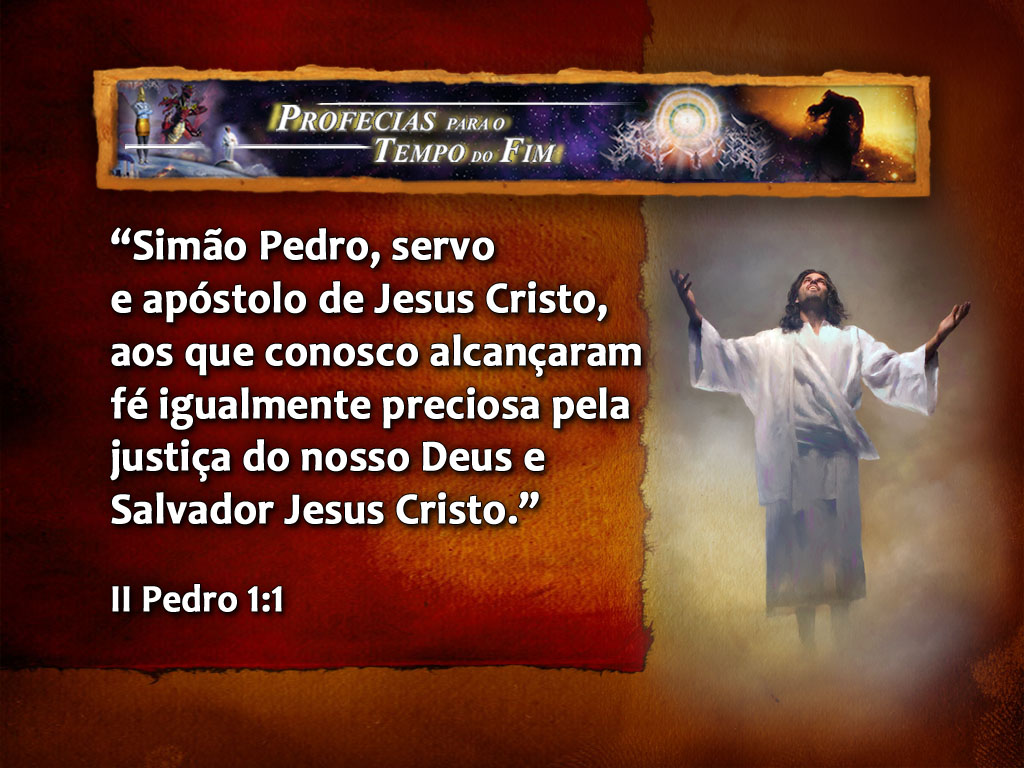 PROFECIAS PARA O
TEMPO DO FIM
“Simão Pedro, servo
e apóstolo de Jesus Cristo,
aos que conosco alcançaram
fé igualmente preciosa pela
justiça do nosso Deus e
Salvador Jesus Cristo.”
II Pedro 1:1